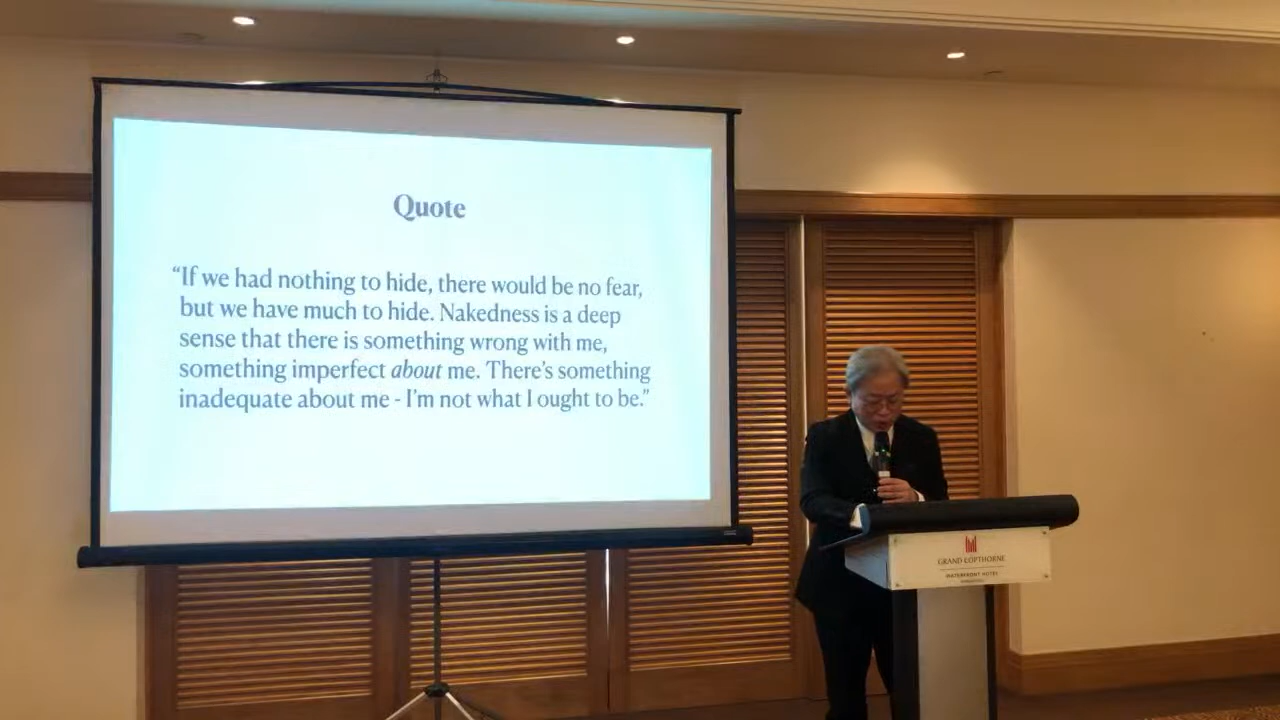 Quote
“If we had nothing to hide, there would be no fear,
but we have much to hide. Nakedness is a deep
sense that there is something wrong with me,
something imperfect about me. There’s something
inadequate about me - I’m not what I ought to be.”
GRAND COPTHORNE
WATERFRONT HOTEL